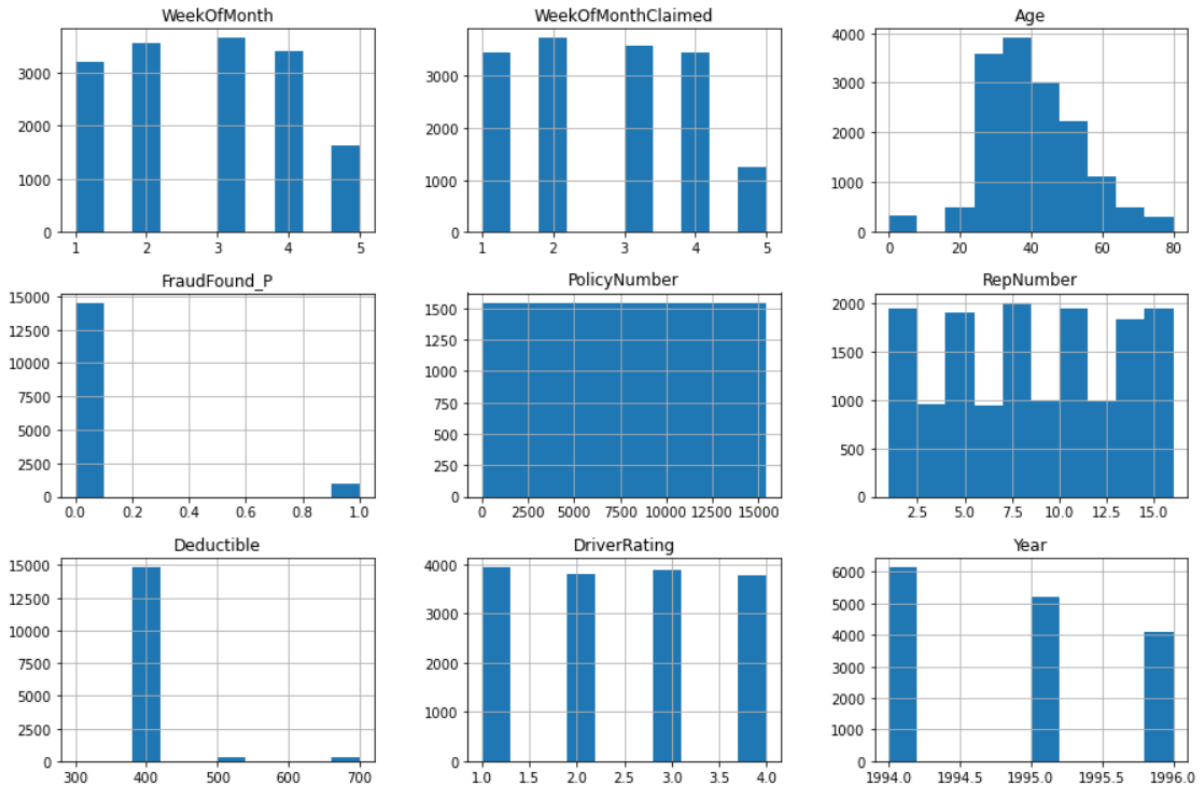 WeekOfMonth
3000
2000
1000
0
1 2 3 4 5
WeekOfMonthClaimed
3000
2000
1000
0
1 2 3 4 5
Age
4000
3000
2000
1000
0
0 20 40 60 80
FraudFound_P
15000
12500
10000
7500
5000
2500
0
0.0 0.2 0.4 0.6 0.8 1.0
PolicyNumber
1500
1250
1000
750
500
250
0
0 2500 5000 7500 10000 12500 15000
RepNumber
2000
1500
1000
500
0
2.5 5.0 7.5 10.0 12.5 15.0
Deductible
15000
12500
10000
7500
5000
2500
0
300 400 500 600 700
DriverRating
4000
3000
2000
1000
0
1.0 1.5 2.0 2.5 3.0 3.5 4.0
Year
6000
5000
4000
3000
2000
1000
0
1994.0 1994.5 1995.0 1995.5 1996.0